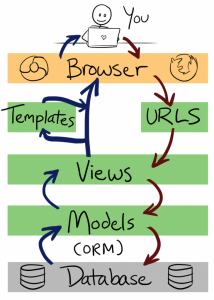 You
Browser
Templates
URLS
Views
Models
(ORM)
Database